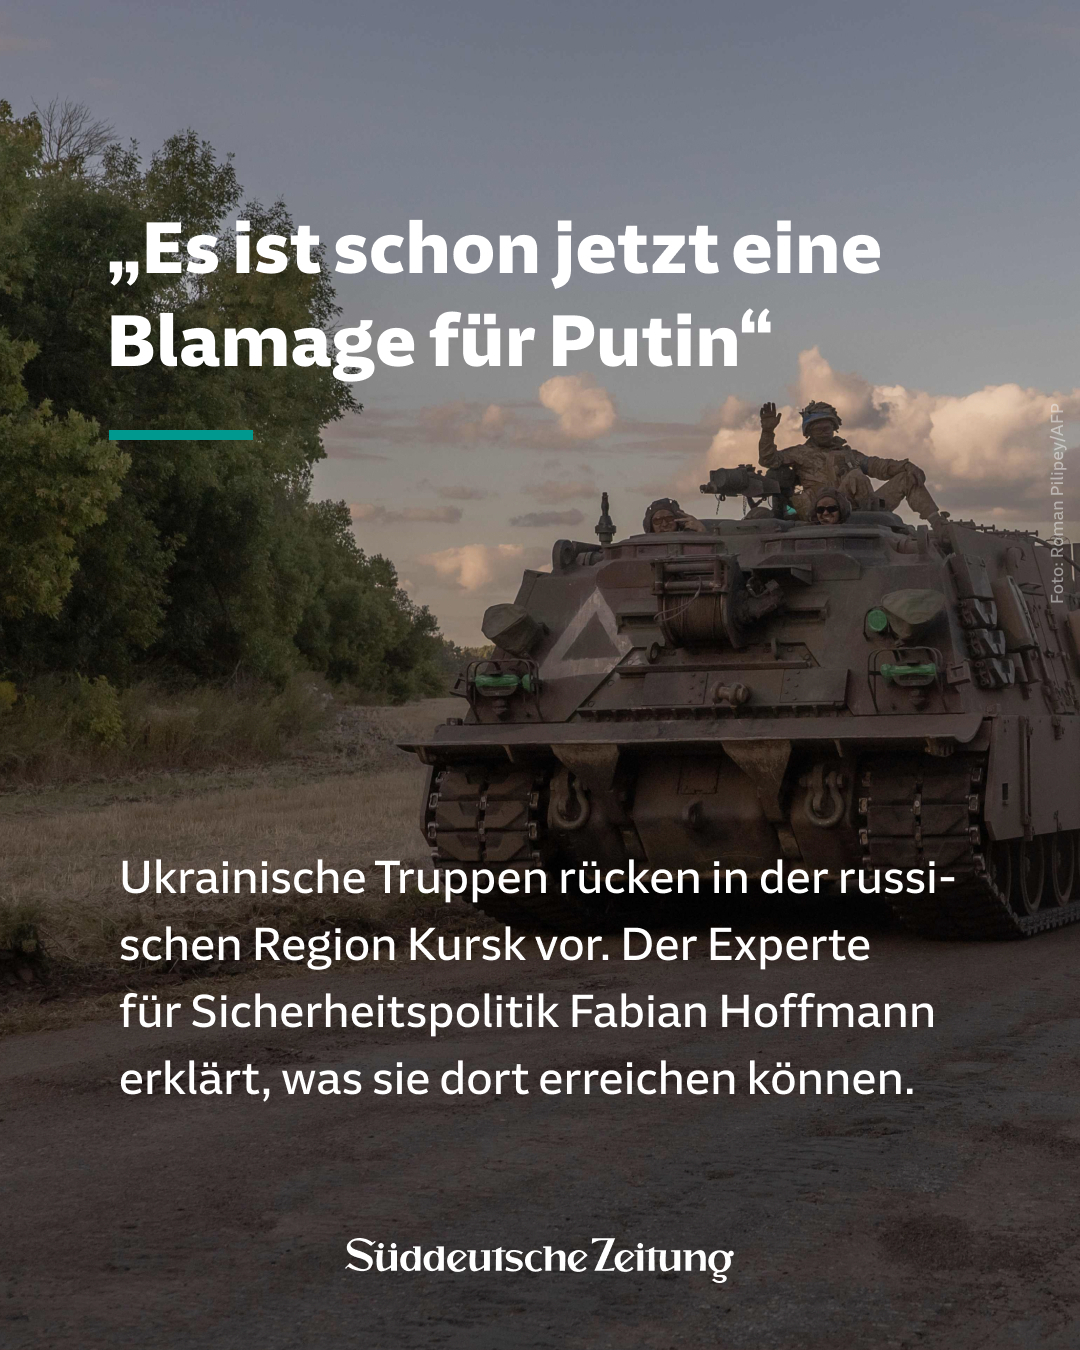 „Es ist schon jetzt eine
Blamage für Putin“
Foto: Roman Pilipey/AFP
Ukrainische Truppen rücken in der russi-
schen Region Kursk vor. Der Experte
für Sicherheitspolitik Fabian Hoffmann
erklärt, was sie dort erreichen können.
Süddeutsche Zeitung